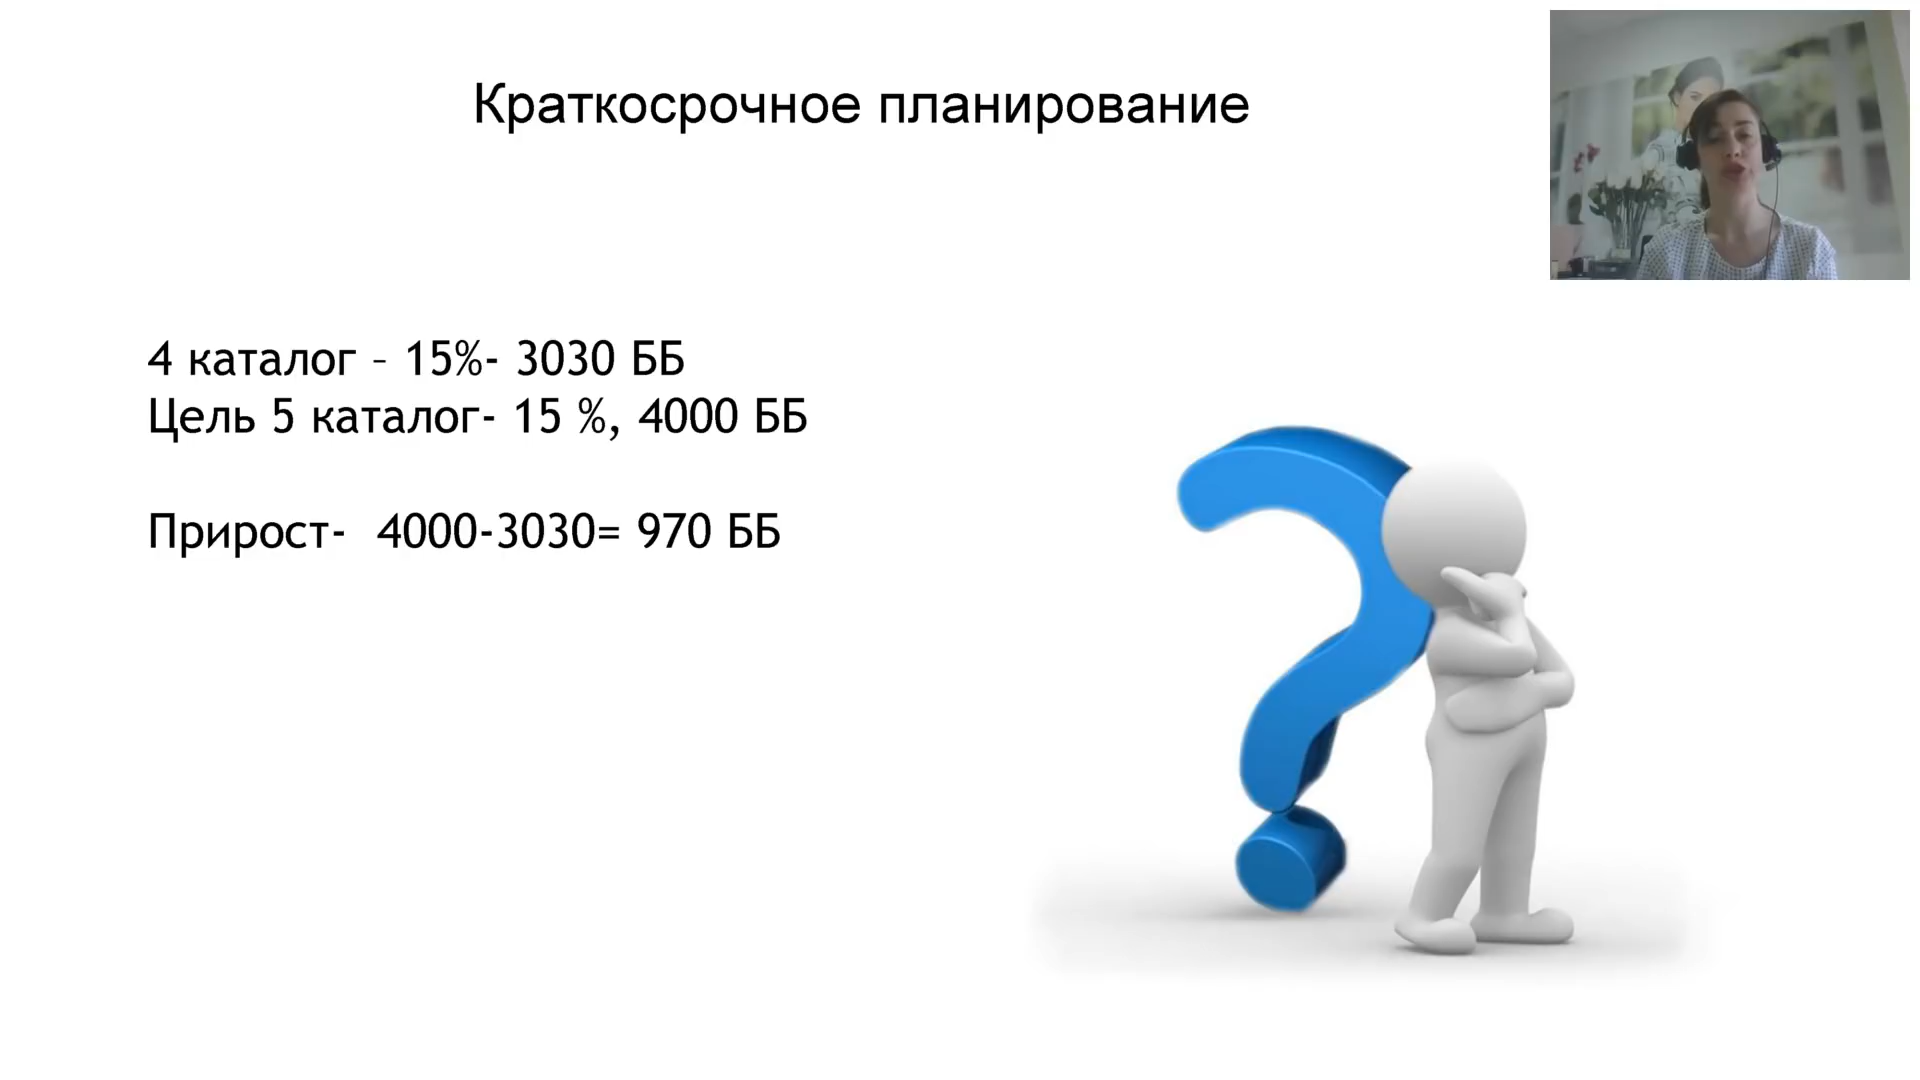 Краткосрочное планирование
4 каталог – 15%- 3030 ББ
Цель 5 каталог- 15 %, 4000 ББ
Прирост- 4000-3030= 970 ББ